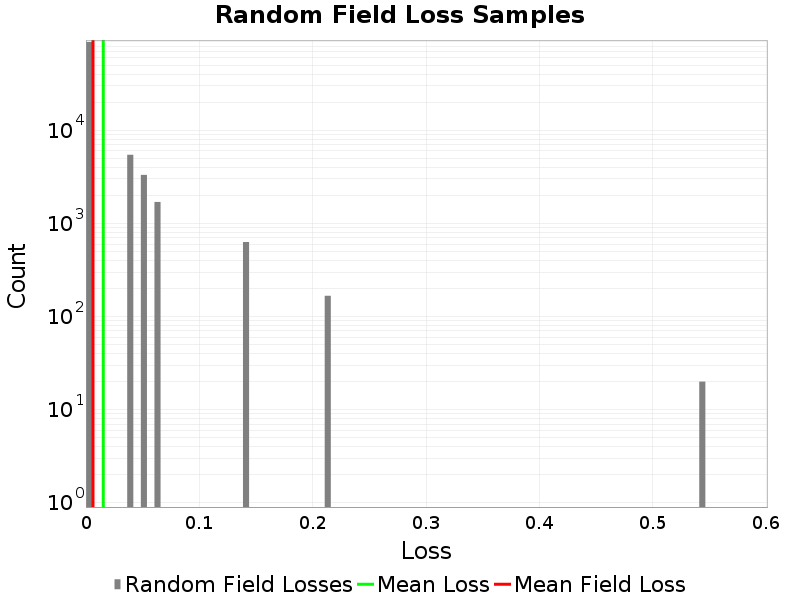 Random Field Loss Samples
10^4
10^3
10^2
10^1
10^0
Count
0 0.1 0.2 0.3 0.4 0.5 0.6
Loss
Random Field Losses Mean Loss Mean Field Loss